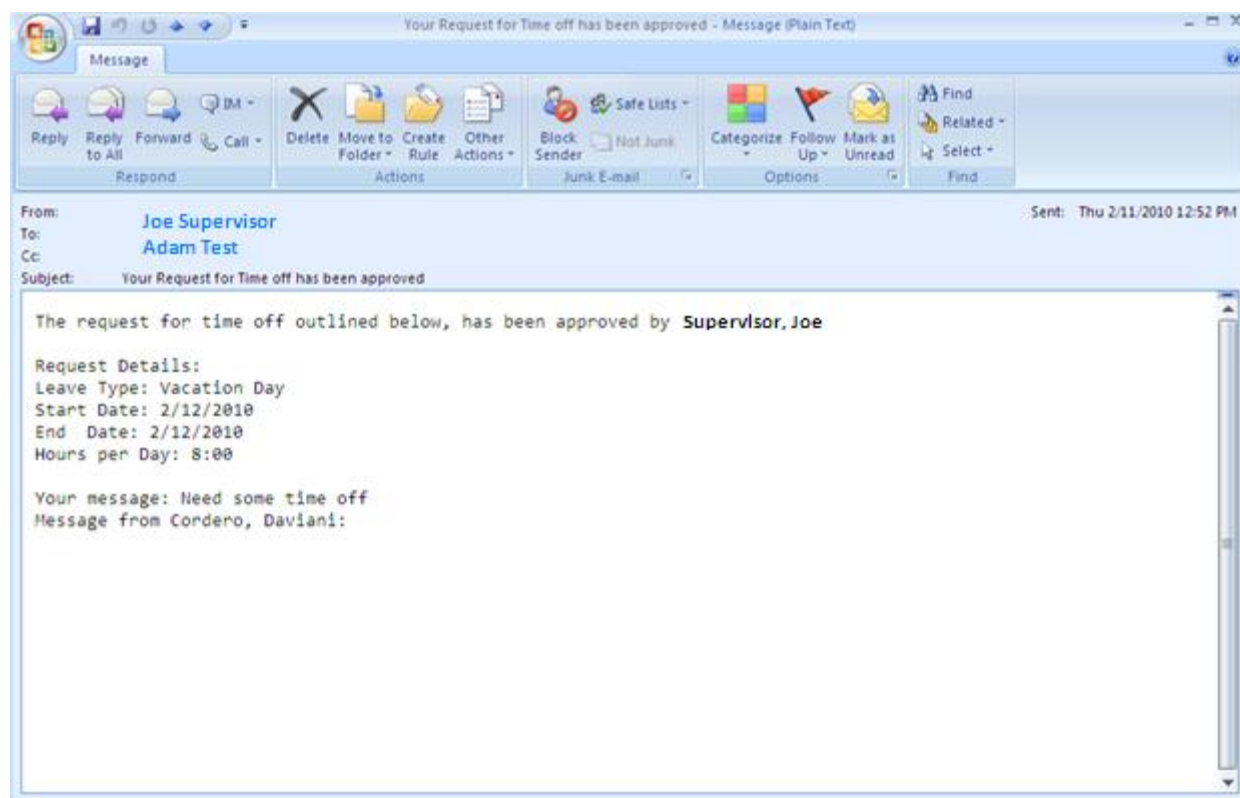 Your Request for Time off has been approved - Message (Plain Text)
Message
Reply
Reply to All
Forward
IM
Call
Respond
Delete
Move to Folder
Create Rule
Other Actions
Actions
Block Sender
Safe Lists
Not Junk
Junk E-mail
Categorize
Follow Up
Mark as Unread
Options
Find
Related
Select
Find
From: Joe Supervisor
Sent: Thu 2/11/2010 12:52 PM
To: Adam Test
Cc:
Subject: Your Request for Time off has been approved
The request for time off outlined below, has been approved by Supervisor, Joe
Request Details:
Leave Type: Vacation Day
Start Date: 2/12/2010
End Date: 2/12/2010
Hours per Day: 8:00
Your message: Need some time off
Message from Cordero, Daviani: